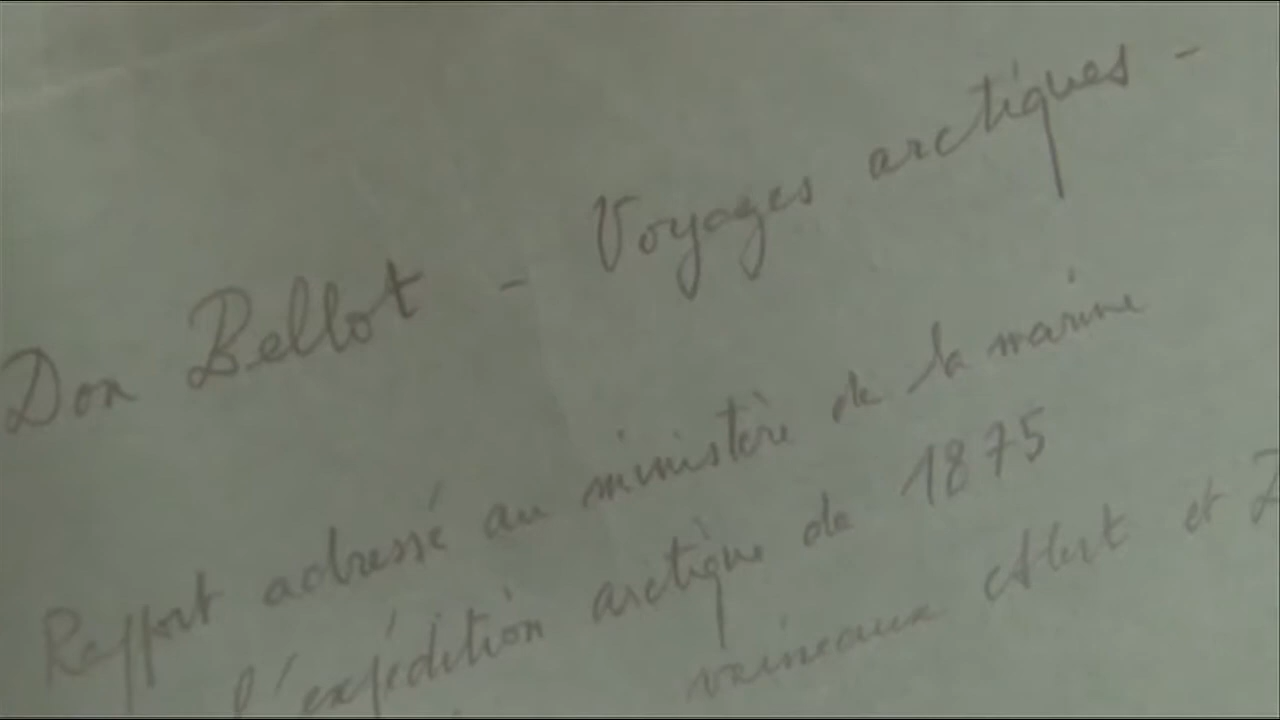 Don Bellot - Voyages arctiques -
Rapport adressé au ministère de la marine
l'expédition arctique de 1875
vaisseaux Alert et